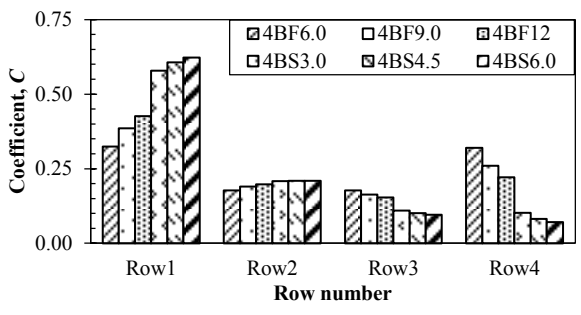 0.75
0.50
0.25
0.00
Coefficient, C
4BF6.0 4BF9.0 4BF12
4BS3.0 4BS4.5 4BS6.0
Row1 Row2 Row3 Row4
Row number